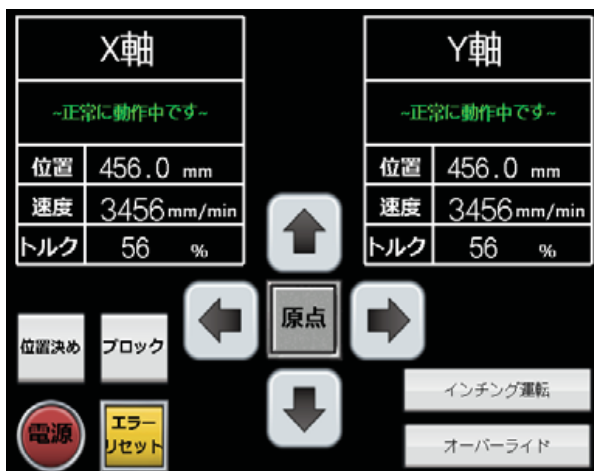 X軸
~正常に動作中です~
位置 456.0 mm
速度 3456 mm/min
トルク 56 %
Y軸
~正常に動作中です~
位置 456.0 mm
速度 3456 mm/min
トルク 56 %
原点
位置決め
ブロック
電源
エラー
リセット
インチング運転
オーバーライド